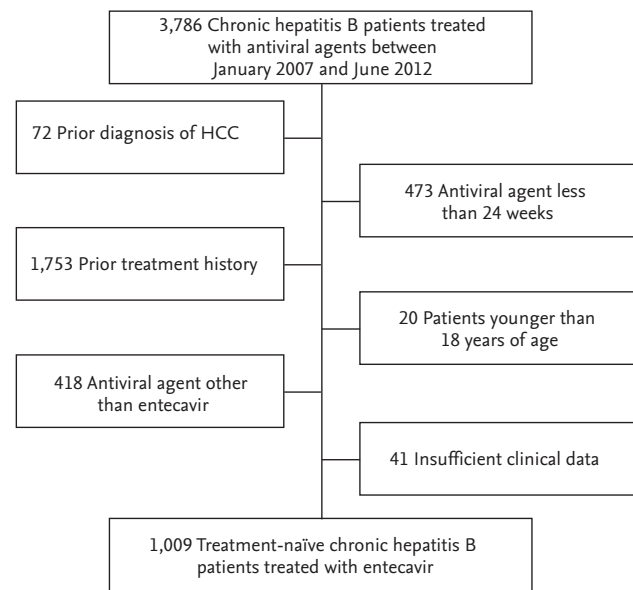 3,786 Chronic hepatitis B patients treated
with antiviral agents between
January 2007 and June 2012
72 Prior diagnosis of HCC
473 Antiviral agent less
than 24 weeks
1,753 Prior treatment history
20 Patients younger than
18 years of age
418 Antiviral agent other
than entecavir
41 Insufficient clinical data
1,009 Treatment-naïve chronic hepatitis B
patients treated with entecavir